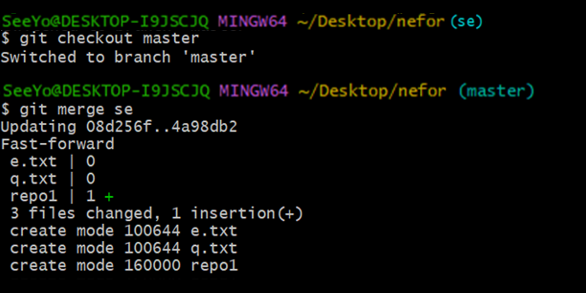 SeeYo@DESKTOP-I9JSCJQ MINGW64 ~/Desktop/nefor (se)
$ git checkout master
Switched to branch 'master'
SeeYo@DESKTOP-I9JSCJQ MINGW64 ~/Desktop/nefor (master)
$ git merge se
Updating 08d256f..4a98db2
Fast-forward
 e.txt | 0
 q.txt | 0
 repo1 | 1 +
 3 files changed, 1 insertion(+)
 create mode 100644 e.txt
 create mode 100644 q.txt
 create mode 160000 repo1